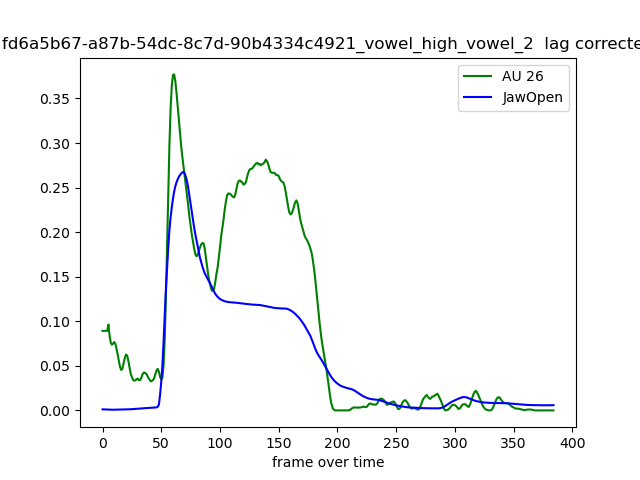 fd6a5b67-a87b-54dc-8c7d-90b4334c4921_vowel_high_vowel_2 lag correcte
AU 26
JawOpen
0.35
0.30
0.25
0.20
0.15
0.10
0.05
0.00
0 50 100 150 200 250 300 350 400
frame over time